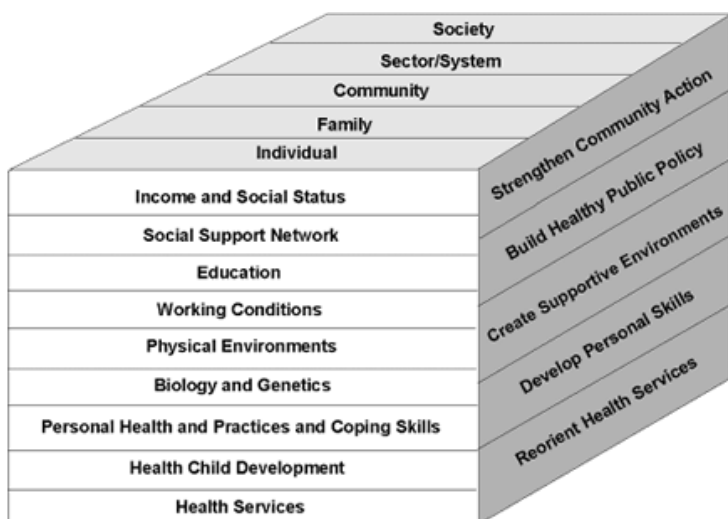 Society
Sector/System
Community
Family
Individual
Income and Social Status
Social Support Network
Education
Working Conditions
Physical Environments
Biology and Genetics
Personal Health and Practices and Coping Skills
Health Child Development
Health Services
Strengthen Community Action
Build Healthy Public Policy
Create Supportive Environments
Develop Personal Skills
Reorient Health Services